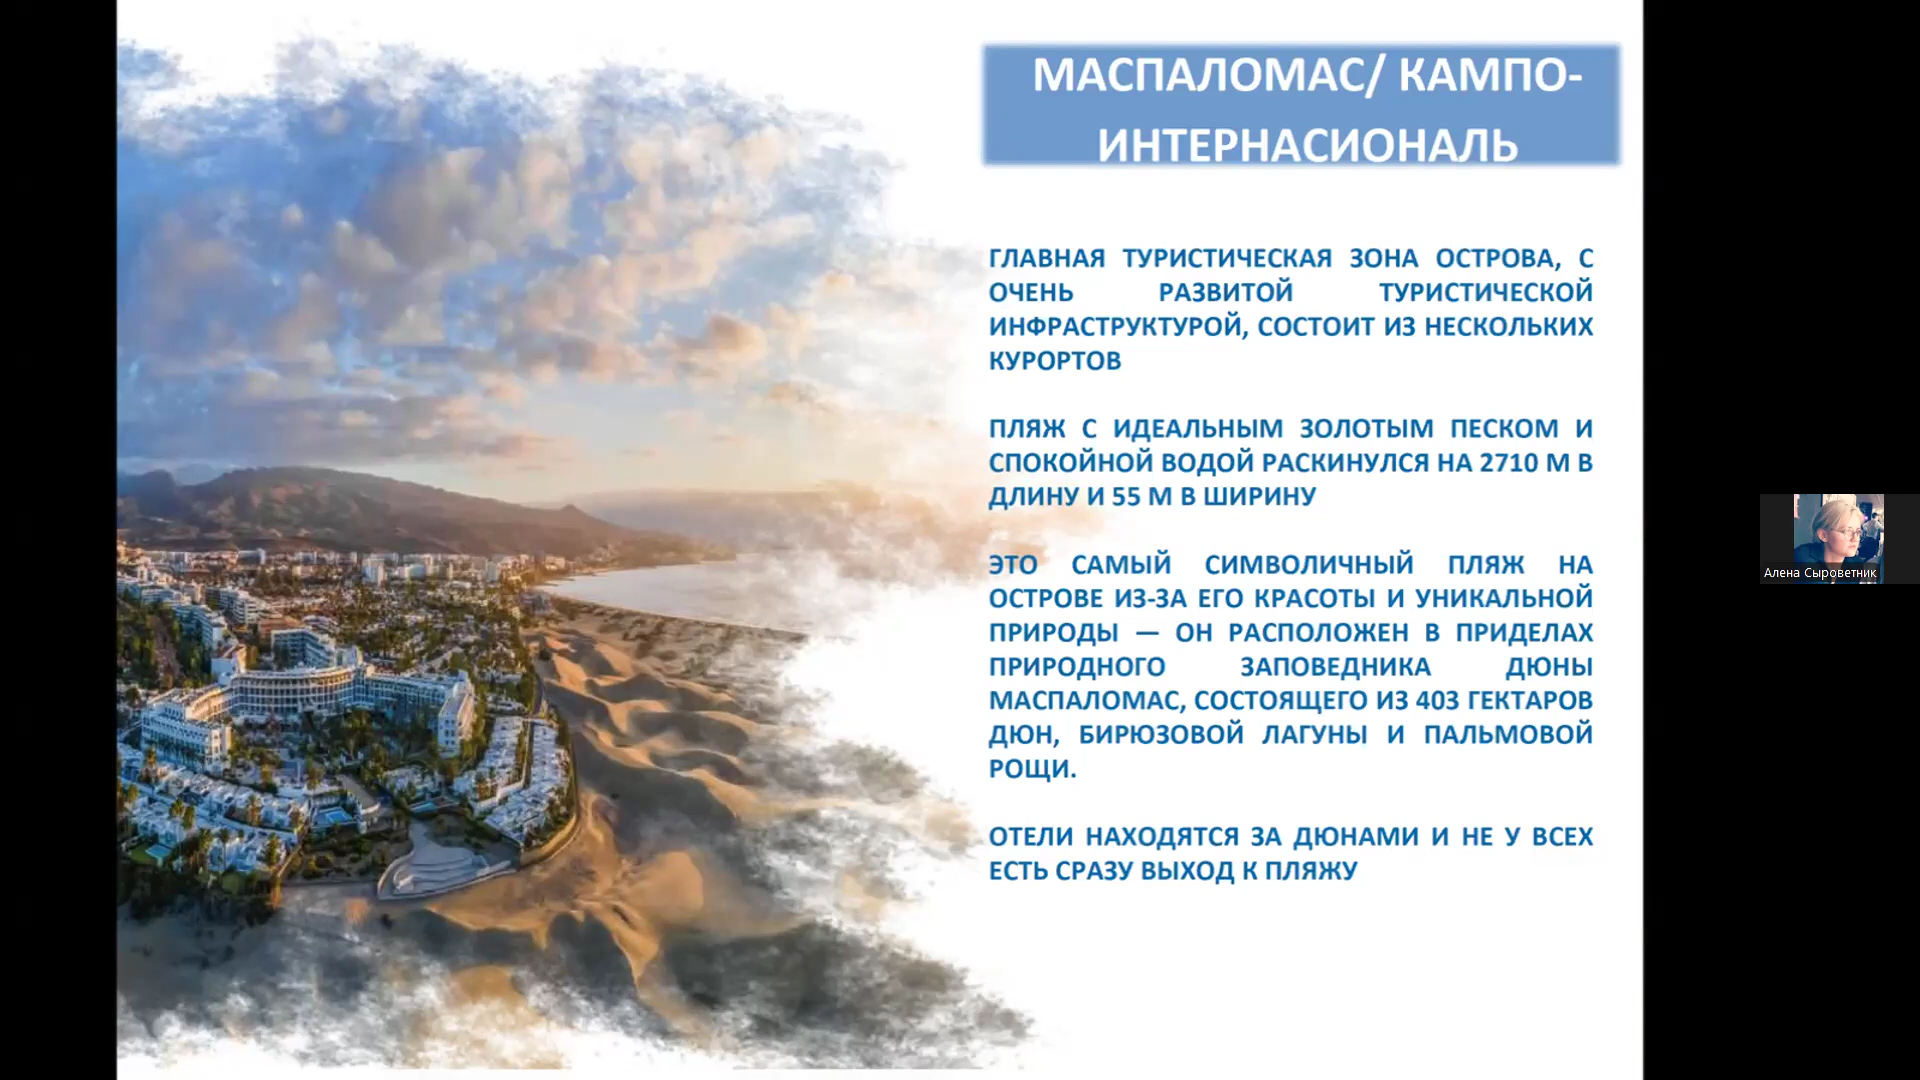 МАСПАЛОМАС/ КАМПО-
ИНТЕРНАСИОНАЛЬ
ГЛАВНАЯ ТУРИСТИЧЕСКАЯ ЗОНА ОСТРОВА, С
ОЧЕНЬ РАЗВИТОЙ ТУРИСТИЧЕСКОЙ
ИНФРАСТРУКТУРОЙ, СОСТОИТ ИЗ НЕСКОЛЬКИХ
КУРОРТОВ
ПЛЯЖ С ИДЕАЛЬНЫМ ЗОЛОТЫМ ПЕСКОМ И
СПОКОЙНОЙ ВОДОЙ РАСКИНУЛСЯ НА 2710 М В
ДЛИНУ И 55 М В ШИРИНУ
ЭТО САМЫЙ СИМВОЛИЧНЫЙ ПЛЯЖ НА
ОСТРОВЕ ИЗ-ЗА ЕГО КРАСОТЫ И УНИКАЛЬНОЙ
ПРИРОДЫ — ОН РАСПОЛОЖЕН В ПРИДЕЛАХ
ПРИРОДНОГО ЗАПОВЕДНИКА ДЮНЫ
МАСПАЛОМАС, СОСТОЯЩЕГО ИЗ 403 ГЕКТАРОВ
ДЮН, БИРЮЗОВОЙ ЛАГУНЫ И ПАЛЬМОВОЙ
РОЩИ.
ОТЕЛИ НАХОДЯТСЯ ЗА ДЮНАМИ И НЕ У ВСЕХ
ЕСТЬ СРАЗУ ВЫХОД К ПЛЯЖУ
Алена Сыроветник